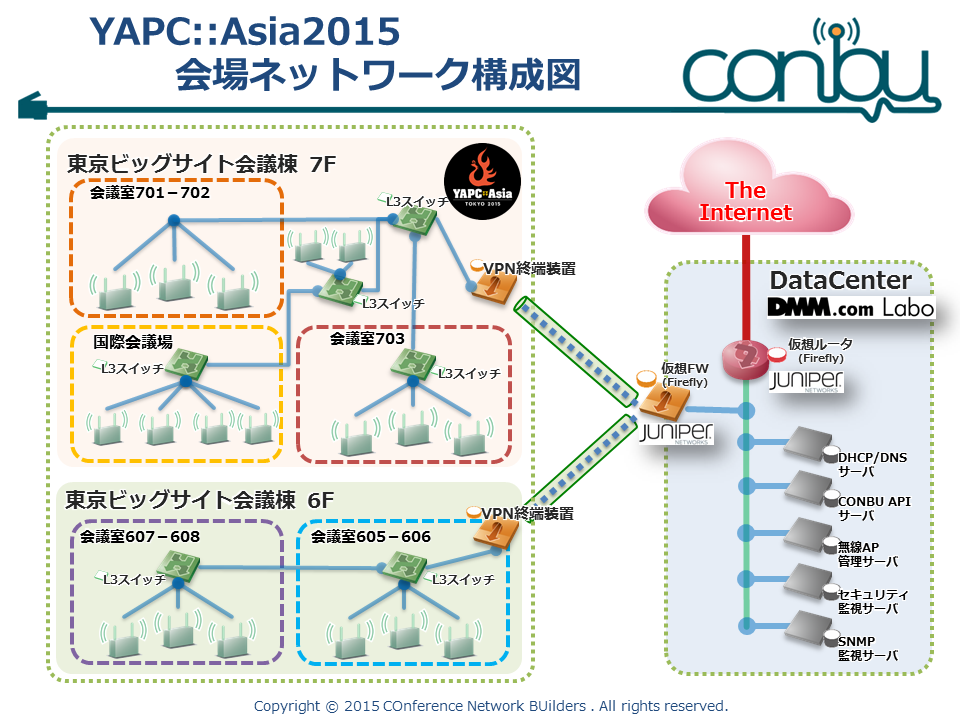 YAPC::Asia2015
会場ネットワーク構成図
conbu
東京ビッグサイト会議棟 7F
YAPC::Asia
TOKYO 2015
会議室701－702
L3スイッチ
VPN終端装置
L3スイッチ
国際会議場
L3スイッチ
会議室703
L3スイッチ
東京ビッグサイト会議棟 6F
VPN終端装置
会議室607－608
L3スイッチ
会議室605－606
L3スイッチ
The
Internet
DataCenter
DMM.com Labo
仮想ルータ
(Firefly)
JUNIPER
NETWORKS
仮想FW
(Firefly)
JUNIPER
NETWORKS
DHCP/DNS
サーバ
CONBU API
サーバ
無線AP
管理サーバ
セキュリティ
監視サーバ
SNMP
監視サーバ
Copyright © 2015 COnference Network BUilders . All rights reserved.